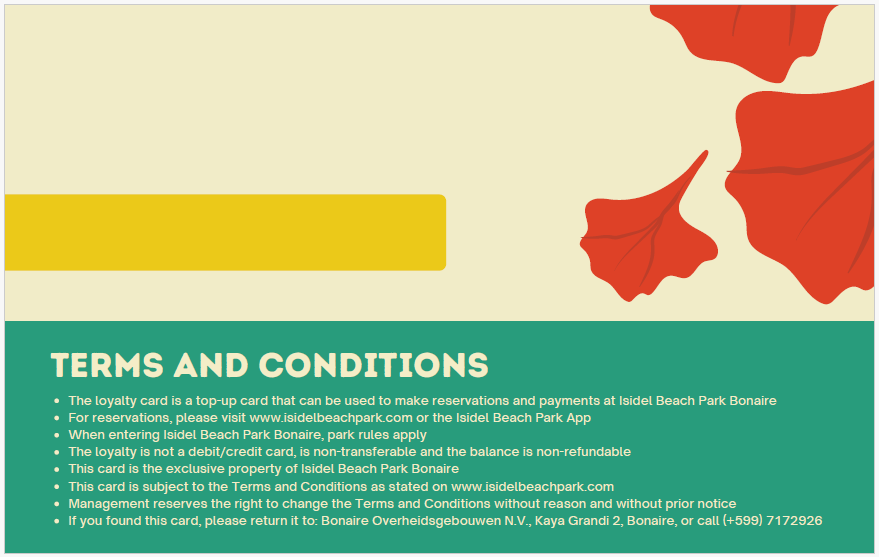 TERMS AND CONDITIONS
• The loyalty card is a top-up card that can be used to make reservations and payments at Isidel Beach Park Bonaire
• For reservations, please visit www.isidelbeachpark.com or the Isidel Beach Park App
• When entering Isidel Beach Park Bonaire, park rules apply
• The loyalty is not a debit/credit card, is non-transferable and the balance is non-refundable
• This card is the exclusive property of Isidel Beach Park Bonaire
• This card is subject to the Terms and Conditions as stated on www.isidelbeachpark.com
• Management reserves the right to change the Terms and Conditions without reason and without prior notice
• If you found this card, please return it to: Bonaire Overheidsgebouwen N.V., Kaya Grandi 2, Bonaire, or call (+599) 7172926